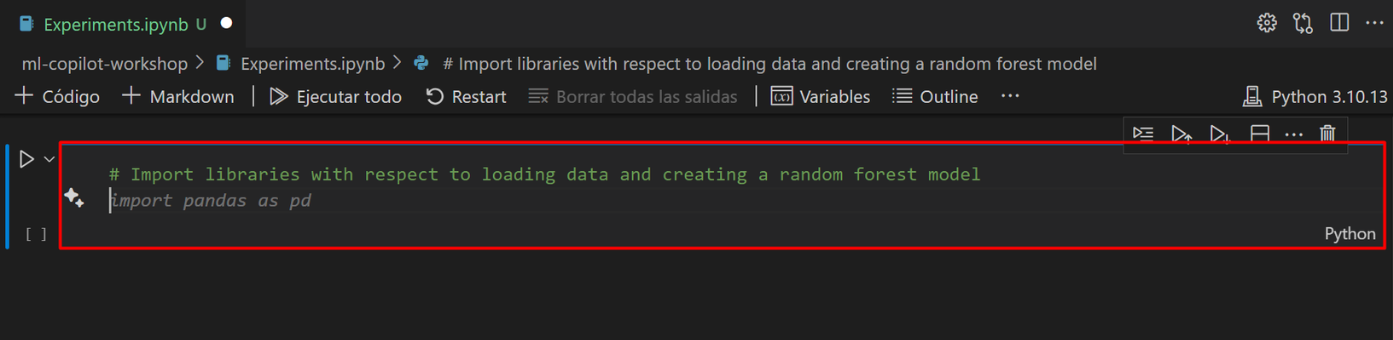 Experiments.ipynb U
ml-copilot-workshop > Experiments.ipynb > # Import libraries with respect to loading data and creating a random forest model
+ Código + Markdown | Ejecutar todo Restart Borrar todas las salidas | Variables Outline ... Python 3.10.13
# Import libraries with respect to loading data and creating a random forest model
import pandas as pd
[ ] Python